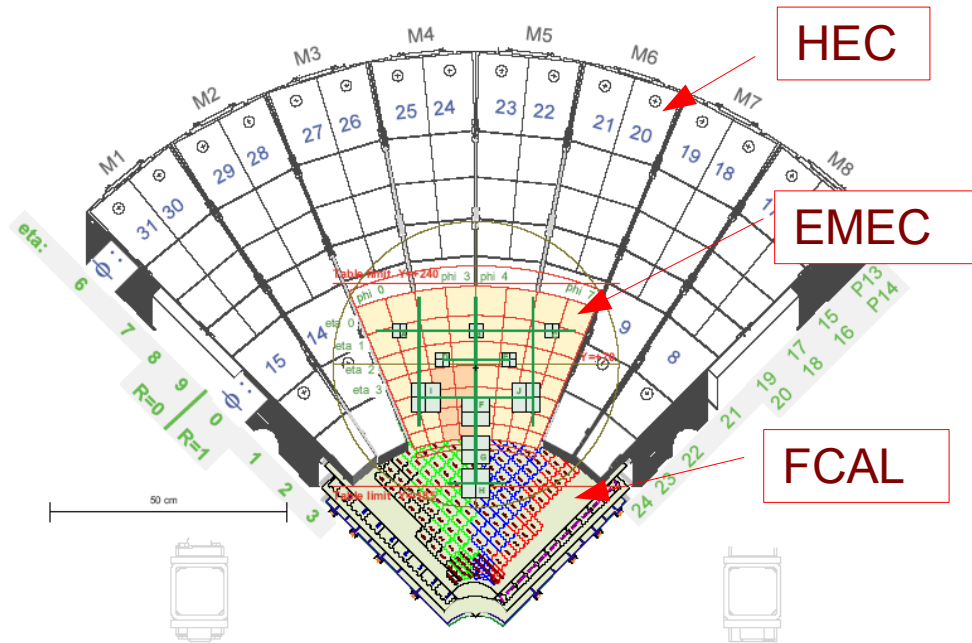 HEC
EMEC
FCAL
M1
M2
M3
M4
M5
M6
M7
M8
31
30
29
28
27
26
25
24
23
22
21
20
19
18
15
14
9
8
Table limit Y=+240
phi 0
phi 3
phi 4
phi 7
eta 0
eta 1
eta 2
eta 3
I
J
F
G
H
eta:
6
7
8
9
R=0
ϕ:
ϕ:
0
1
2
3
R=1
P13
P14
15
16
17
18
19
20
21
22
23
24
50 cm